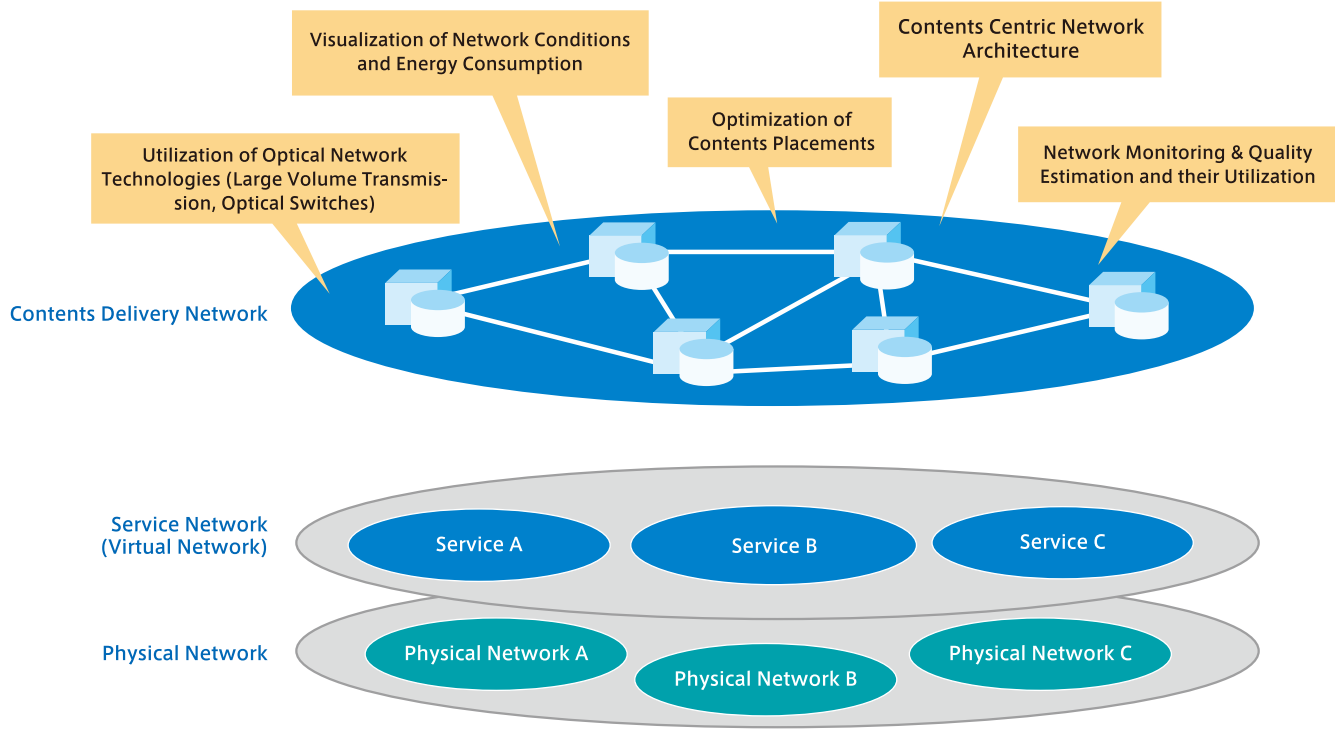 Visualization of Network Conditions
and Energy Consumption
Contents Centric Network
Architecture
Optimization of
Contents Placements
Utilization of Optical Network
Technologies (Large Volume Transmis-
sion, Optical Switches)
Network Monitoring & Quality
Estimation and their Utilization
Contents Delivery Network
Service Network
(Virtual Network)
Service A
Service B
Service C
Physical Network
Physical Network A
Physical Network B
Physical Network C